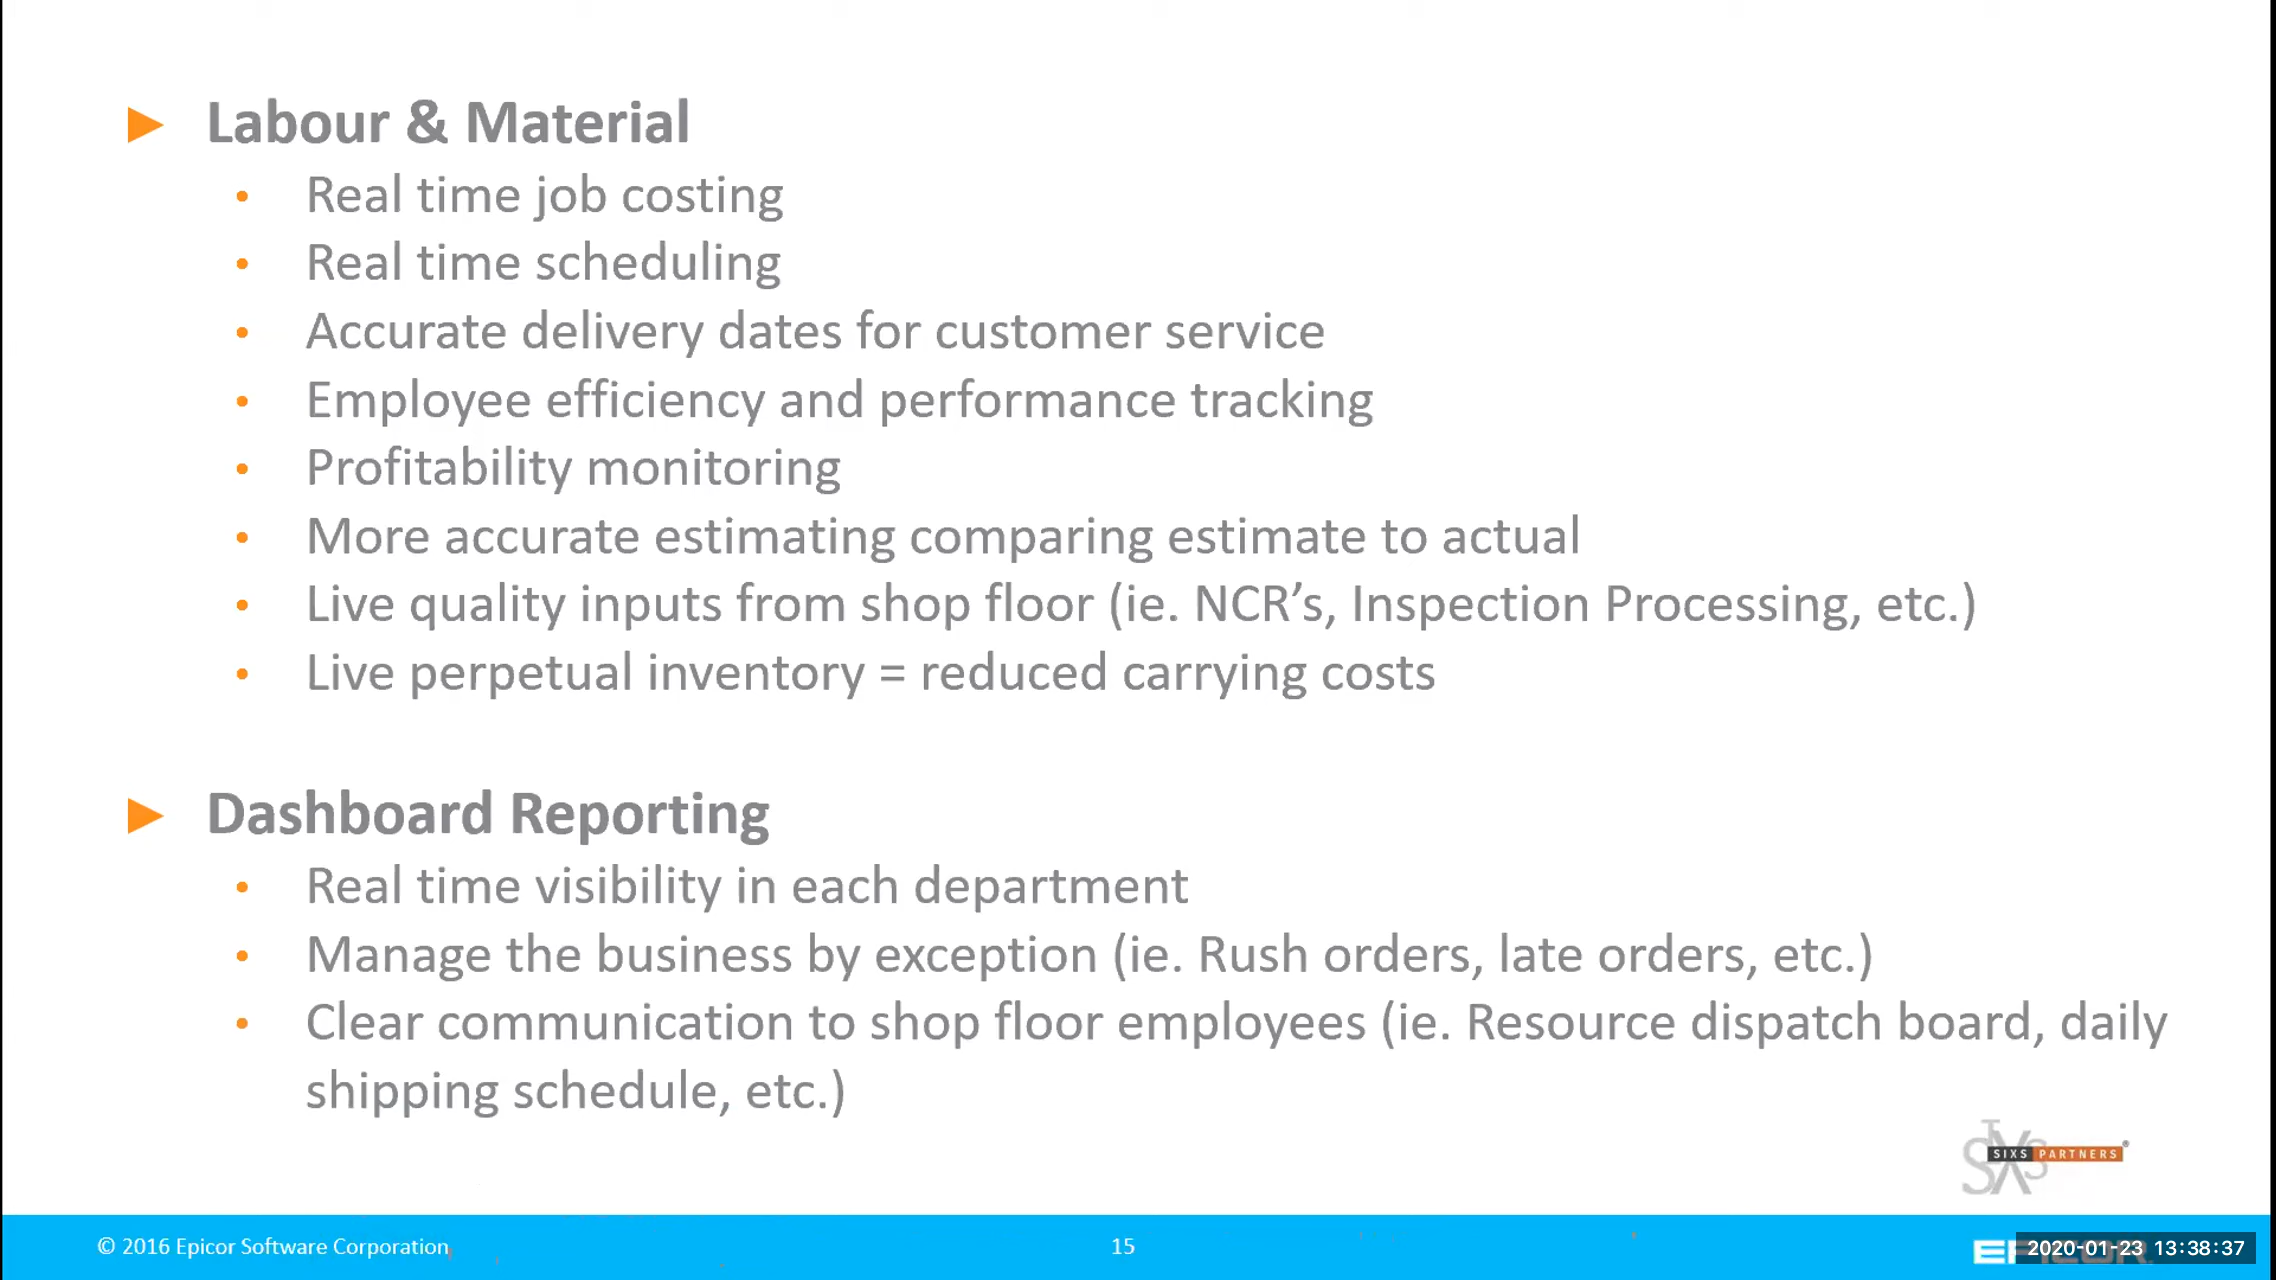 Labour & Material
• Real time job costing
• Real time scheduling
• Accurate delivery dates for customer service
• Employee efficiency and performance tracking
• Profitability monitoring
• More accurate estimating comparing estimate to actual
• Live quality inputs from shop floor (ie. NCR’s, Inspection Processing, etc.)
• Live perpetual inventory = reduced carrying costs
Dashboard Reporting
• Real time visibility in each department
• Manage the business by exception (ie. Rush orders, late orders, etc.)
• Clear communication to shop floor employees (ie. Resource dispatch board, daily
shipping schedule, etc.)
SIXS PARTNERS
© 2016 Epicor Software Corporation
15
2020-01-23 13:38:37